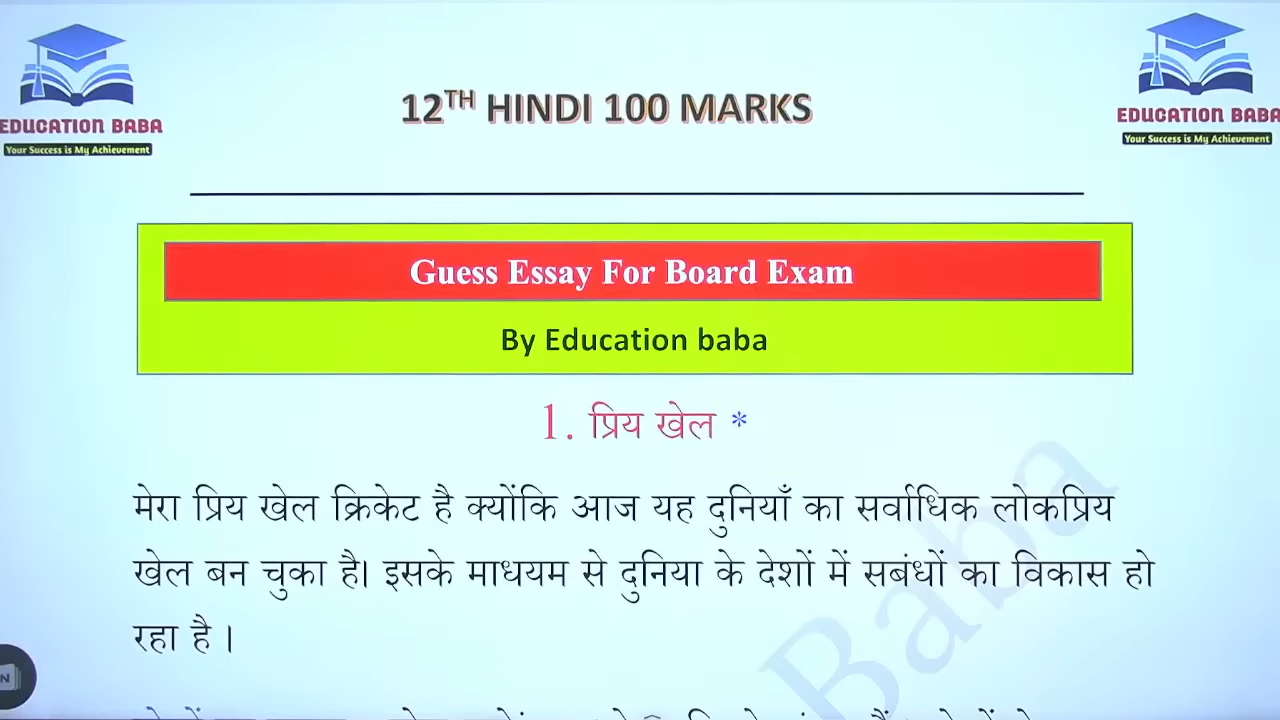 EDUCATION BABA
Your Success is My Achievement
EDUCATION BABA
Your Success is My Achievement
12TH HINDI 100 MARKS
Guess Essay For Board Exam
By Education baba
1. प्रिय खेल *
मेरा प्रिय खेल क्रिकेट है क्योंकि आज यह दुनियाँ का सर्वाधिक लोकप्रिय
खेल बन चुका है। इसके माधयम से दुनिया के देशों में सबंधों का विकास हो
रहा है ।
Baba
N